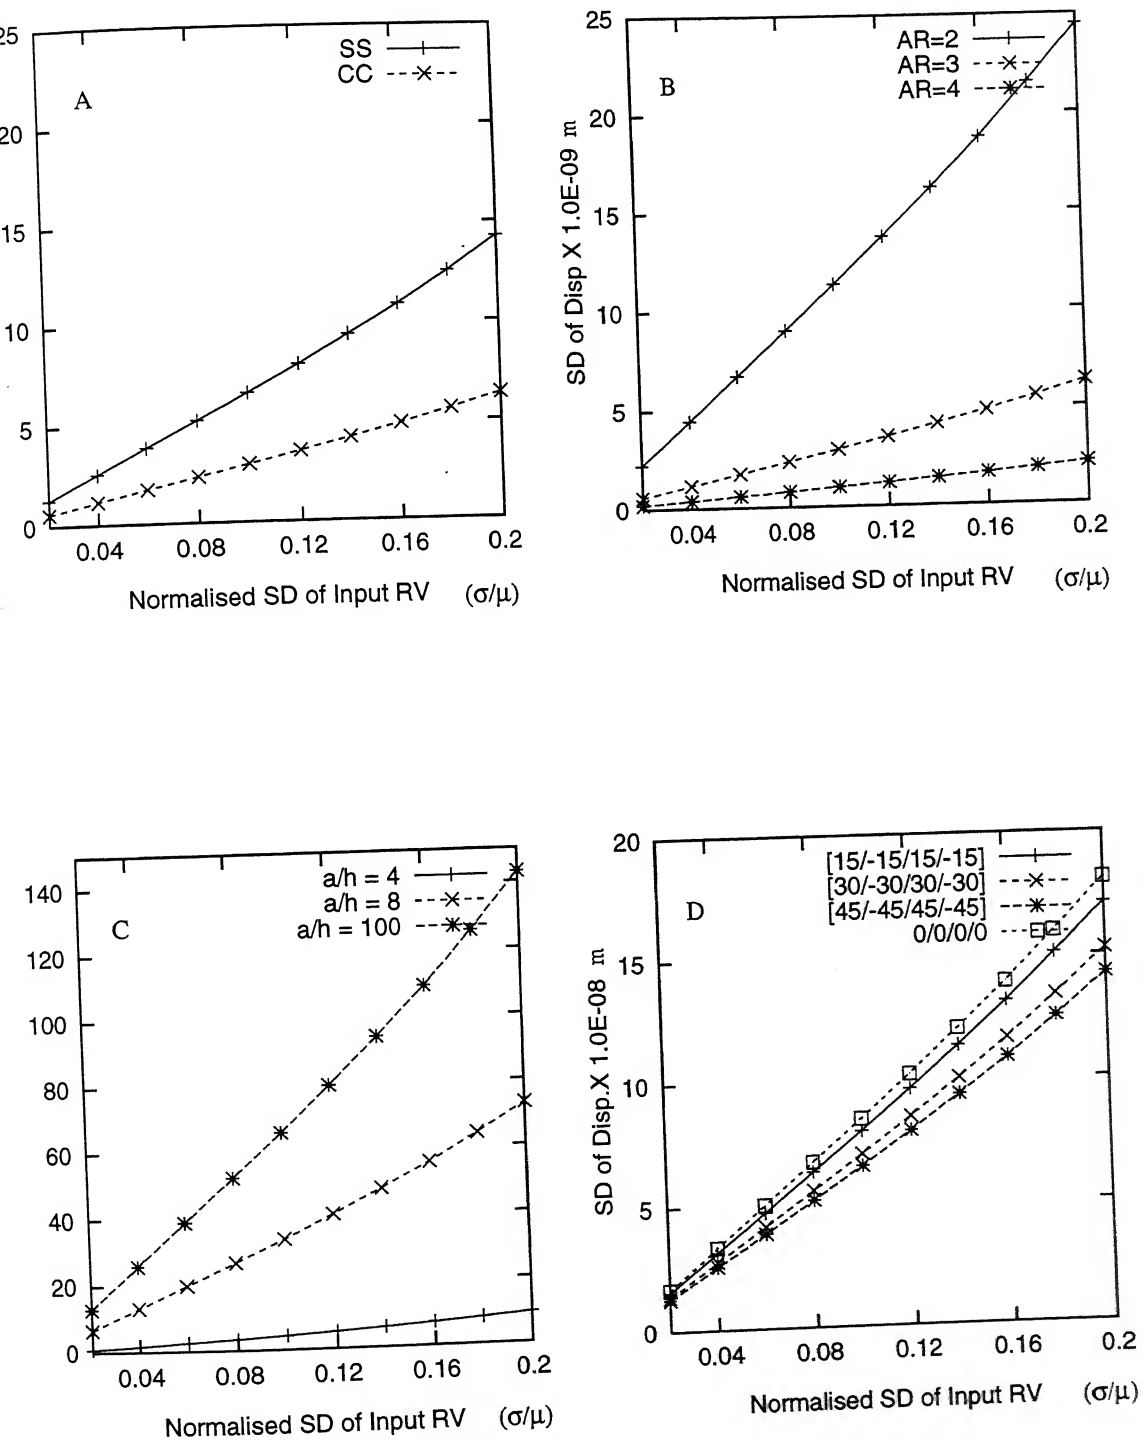 25
SS
CC
A
20
15
10
5
0
0.04 0.08 0.12 0.16 0.2
Normalised SD of Input RV (σ/μ)
25
AR=2
AR=3
AR=4
B
20
15
10
5
0
SD of Disp X 1.0E-09 m
0.04 0.08 0.12 0.16 0.2
Normalised SD of Input RV (σ/μ)
a/h = 4
140
a/h = 8
a/h = 100
C
120
100
80
60
40
20
0
0.04 0.08 0.12 0.16 0.2
Normalised SD of Input RV (σ/μ)
20
[15/-15/15/-15]
[30/-30/30/-30]
[45/-45/45/-45]
D
0/0/0/0
15
10
5
0
SD of Disp.X 1.0E-08 m
0.04 0.08 0.12 0.16 0.2
Normalised SD of Input RV (σ/μ)